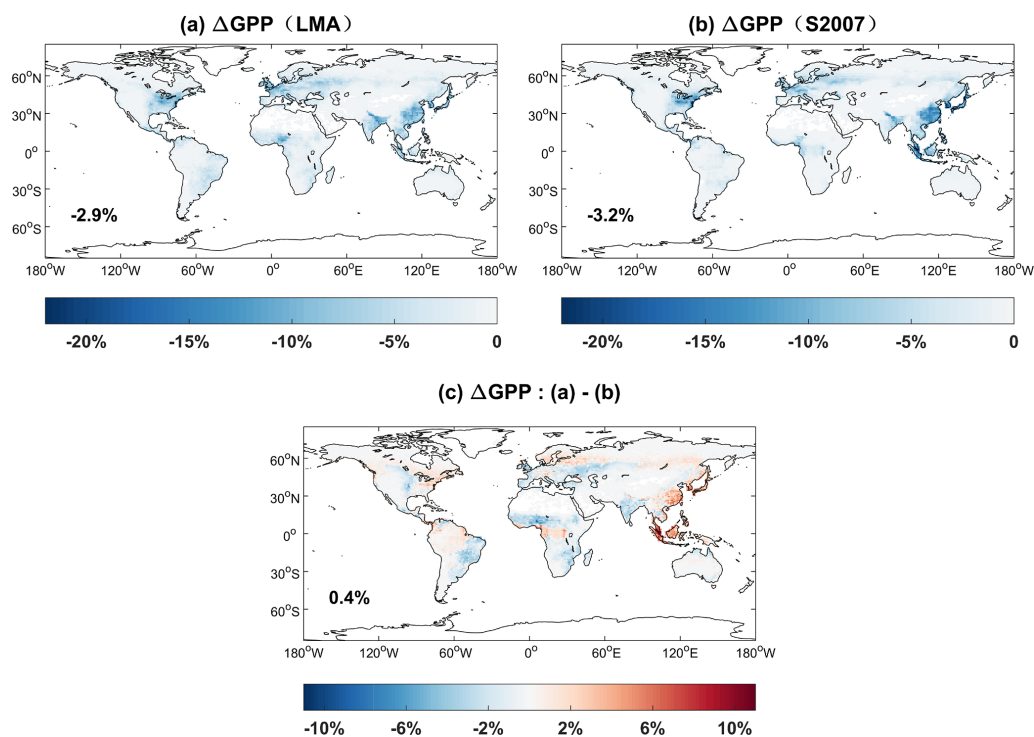 (a) △GPP（LMA）
(b) △GPP（S2007）
60°N
30°N
0°
30°S
60°S
-2.9%
180°W 120°W 60°W 0° 60°E 120°E 180°W
60°N
30°N
0°
30°S
60°S
-3.2%
180°W 120°W 60°W 0° 60°E 120°E 180°W
-20% -15% -10% -5% 0
-20% -15% -10% -5% 0
(c) △GPP : (a) - (b)
60°N
30°N
0°
30°S
60°S
0.4%
180°W 120°W 60°W 0° 60°E 120°E 180°W
-10% -6% -2% 2% 6% 10%